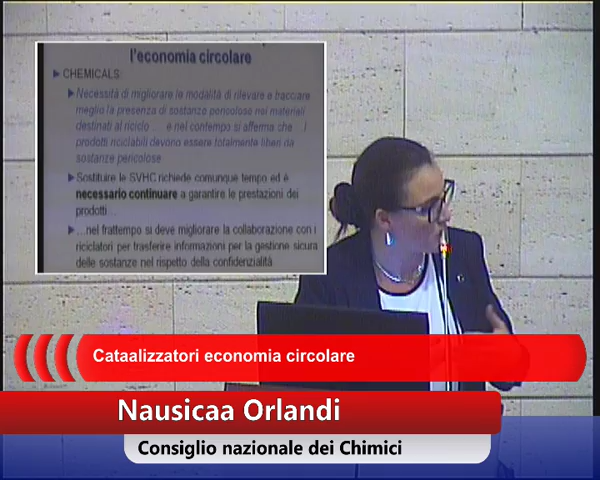 l'economia circolare
CHEMICALS:
Necessità di migliorare le modalità di rilevare e tracciare
meglio la presenza di sostanze pericolose nei materiali
destinati al riciclo ... e nel contempo si afferma che ... i
prodotti riciclabili devono essere totalmente liberi da
sostanze pericolose
Sostituire le SVHC richiede comunque tempo ed è
necessario continuare a garantire le prestazioni dei
prodotti ...
...nel frattempo si deve migliorare la collaborazione con i
riciclatori per trasferire informazioni per la gestione sicura
delle sostanze nel rispetto della confidenzialità
Cataalizzatori economia circolare
Nausicaa Orlandi
Consiglio nazionale dei Chimici